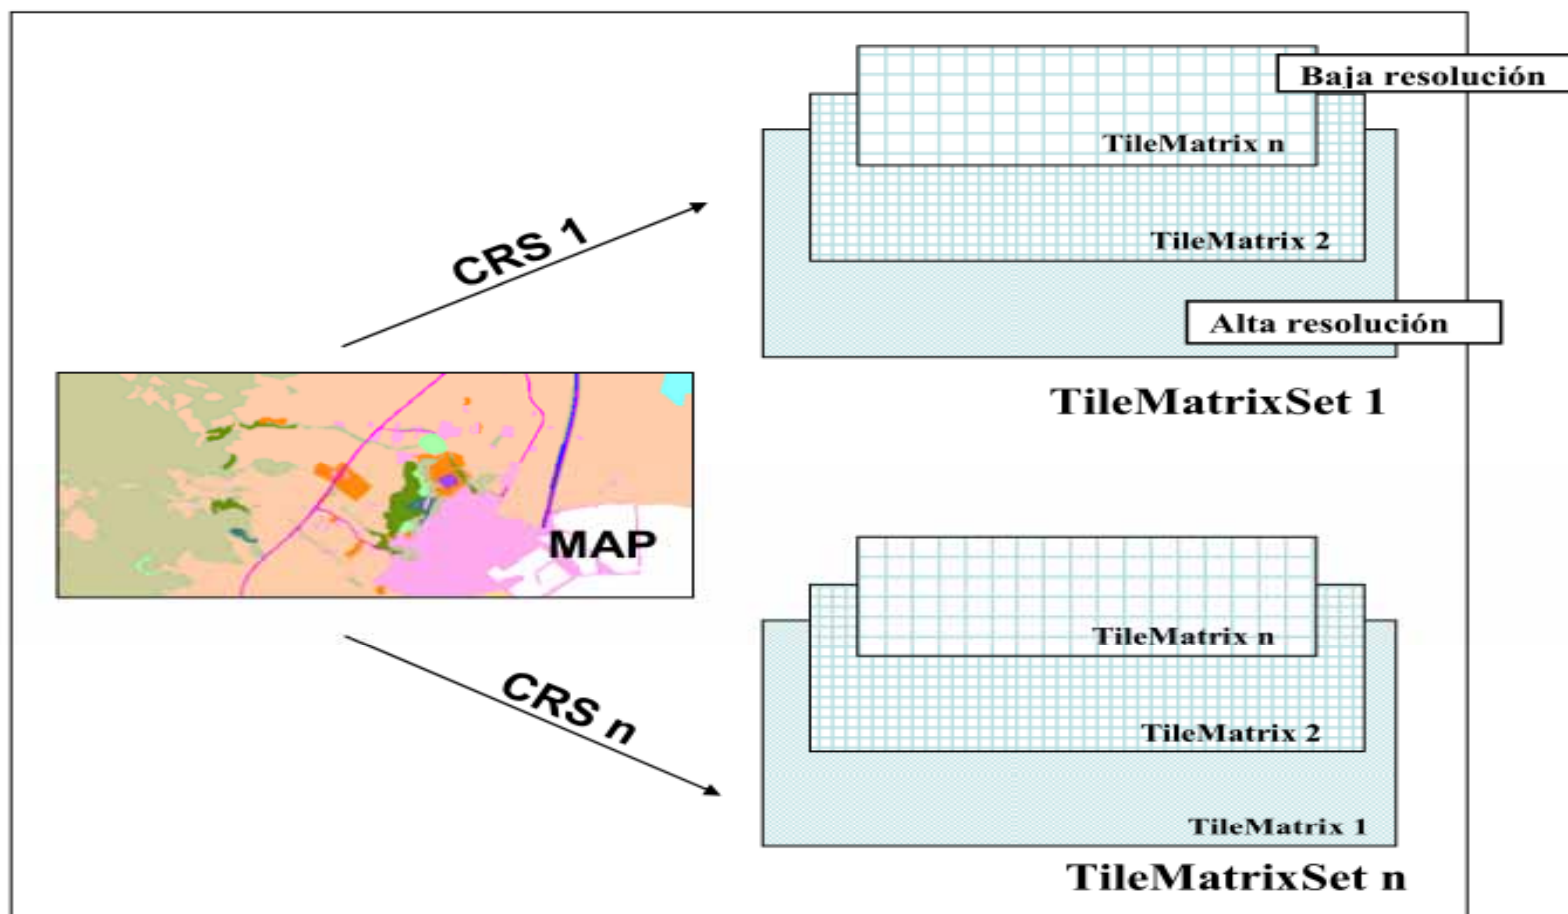 Baja resolución
TileMatrix n
TileMatrix 2
Alta resolución
TileMatrixSet 1
CRS 1
MAP
CRS n
TileMatrix n
TileMatrix 2
TileMatrix 1
TileMatrixSet n